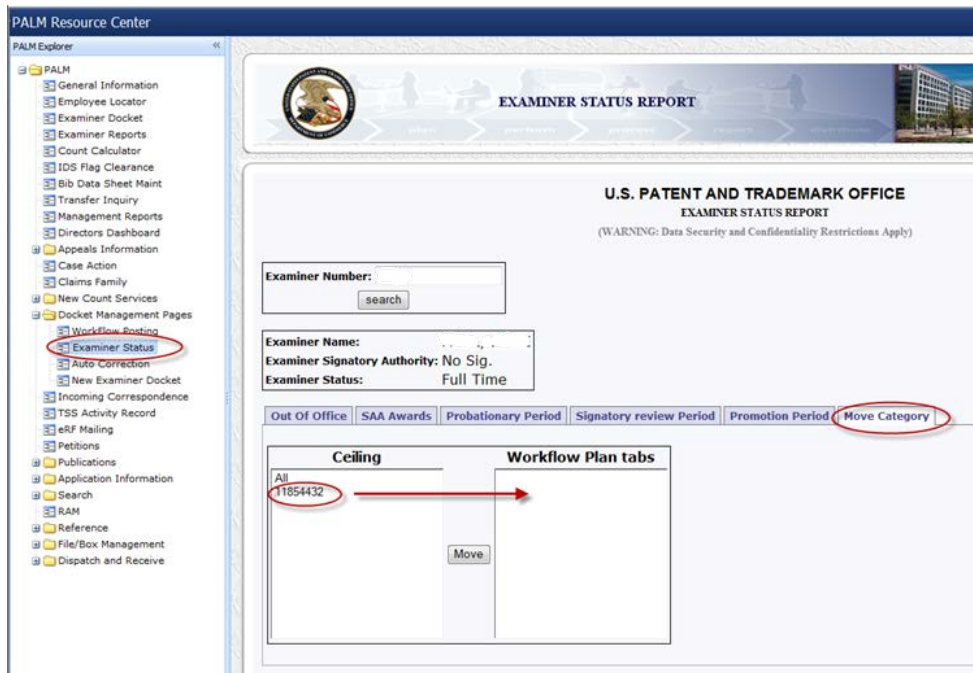 PALM Resource Center
PALM Explorer
PALM
General Information
Employee Locator
Examiner Docket
Examiner Reports
Count Calculator
IDS Flag Clearance
Bib Data Sheet Maint
Transfer Inquiry
Management Reports
Directors Dashboard
Appeals Information
Case Action
Claims Family
New Count Services
Docket Management Pages
Workflow Posting
Examiner Status
Auto Correction
New Examiner Docket
Incoming Correspondence
TSS Activity Record
eRF Mailing
Petitions
Publications
Application Information
Search
RAM
Reference
File/Box Management
Dispatch and Receive
EXAMINER STATUS REPORT
U.S. PATENT AND TRADEMARK OFFICE
EXAMINER STATUS REPORT
(WARNING: Data Security and Confidentiality Restrictions Apply)
Examiner Number:
search
Examiner Name:
Examiner Signatory Authority: No Sig.
Examiner Status: Full Time
Out Of Office SAA Awards Probationary Period Signatory review Period Promotion Period Move Category
Ceiling Workflow Plan tabs
All
11854432
Move